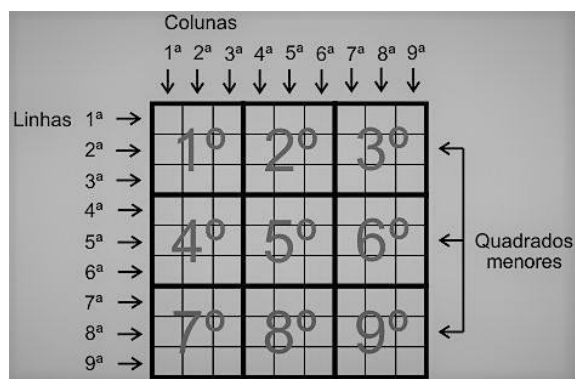 Colunas
1ª 2ª 3ª 4ª 5ª 6ª 7ª 8ª 9ª
Linhas 1ª
2ª
3ª
4ª
5ª
6ª
7ª
8ª
9ª
1º 2º 3º
4º 5º 6º
7º 8º 9º
Quadrados
menores